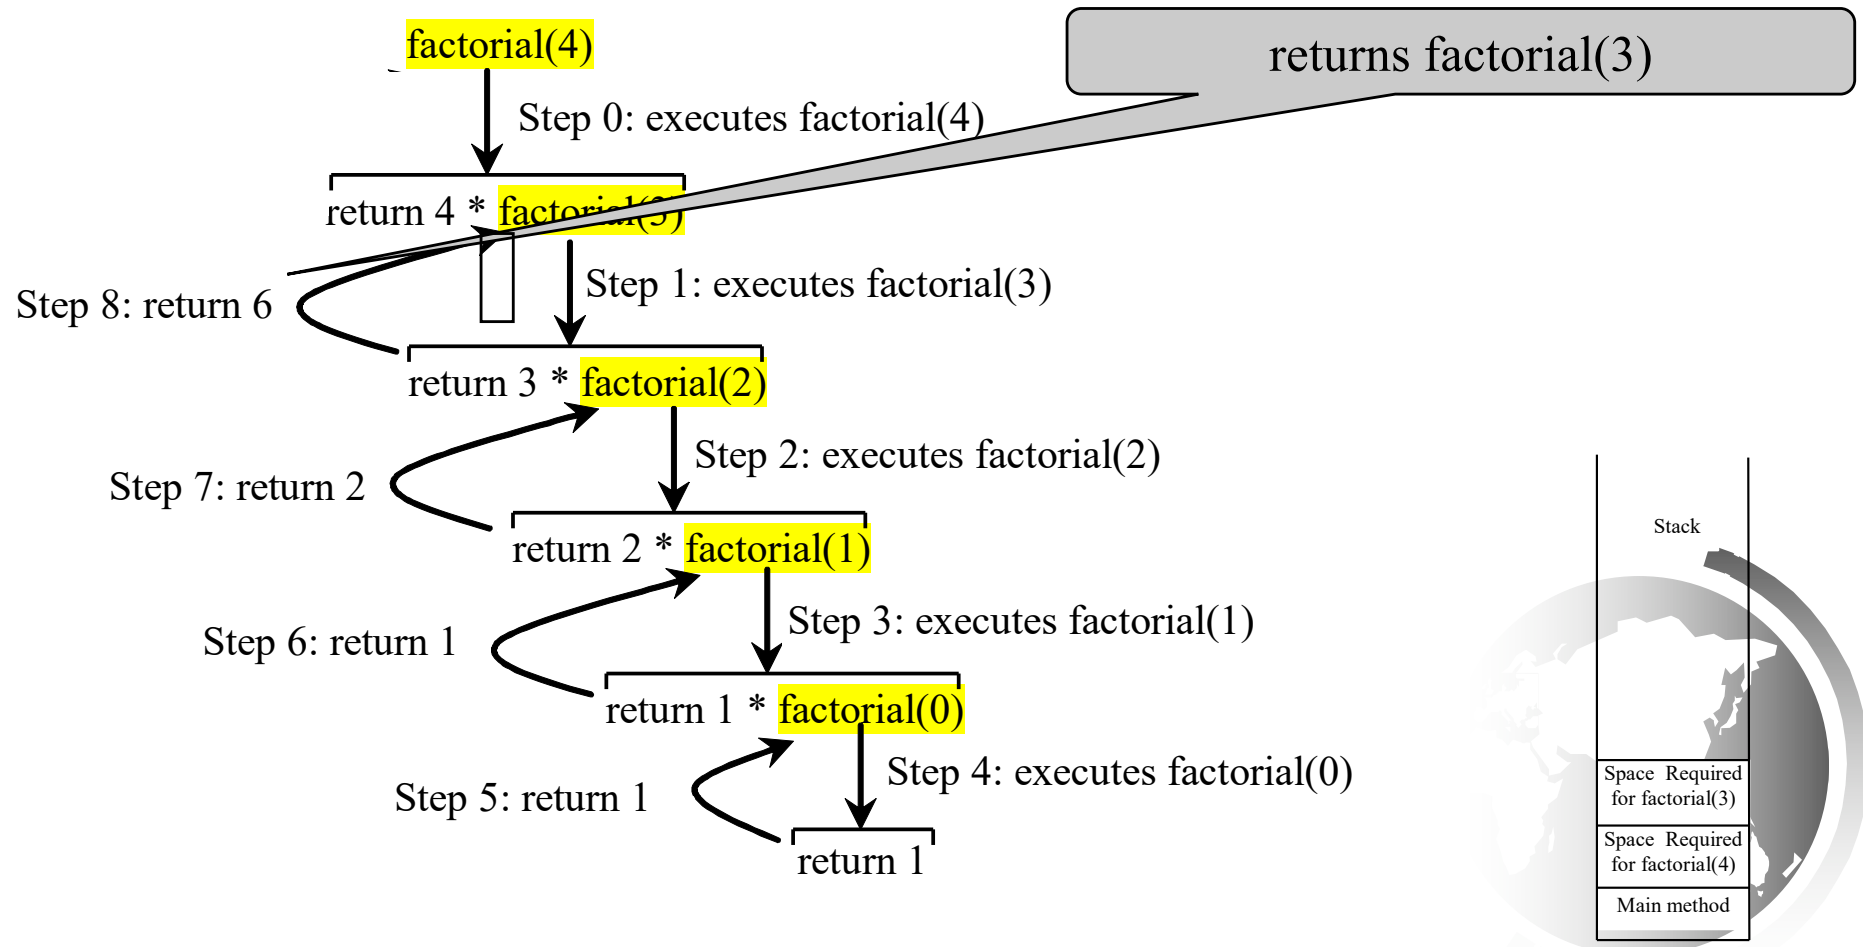 factorial(4)
returns factorial(3)
Step 0: executes factorial(4)
return 4 * factorial(3)
Step 8: return 6
Step 1: executes factorial(3)
return 3 * factorial(2)
Step 7: return 2
Step 2: executes factorial(2)
return 2 * factorial(1)
Step 6: return 1
Step 3: executes factorial(1)
return 1 * factorial(0)
Step 5: return 1
Step 4: executes factorial(0)
return 1
Stack
Space Required
for factorial(3)
Space Required
for factorial(4)
Main method